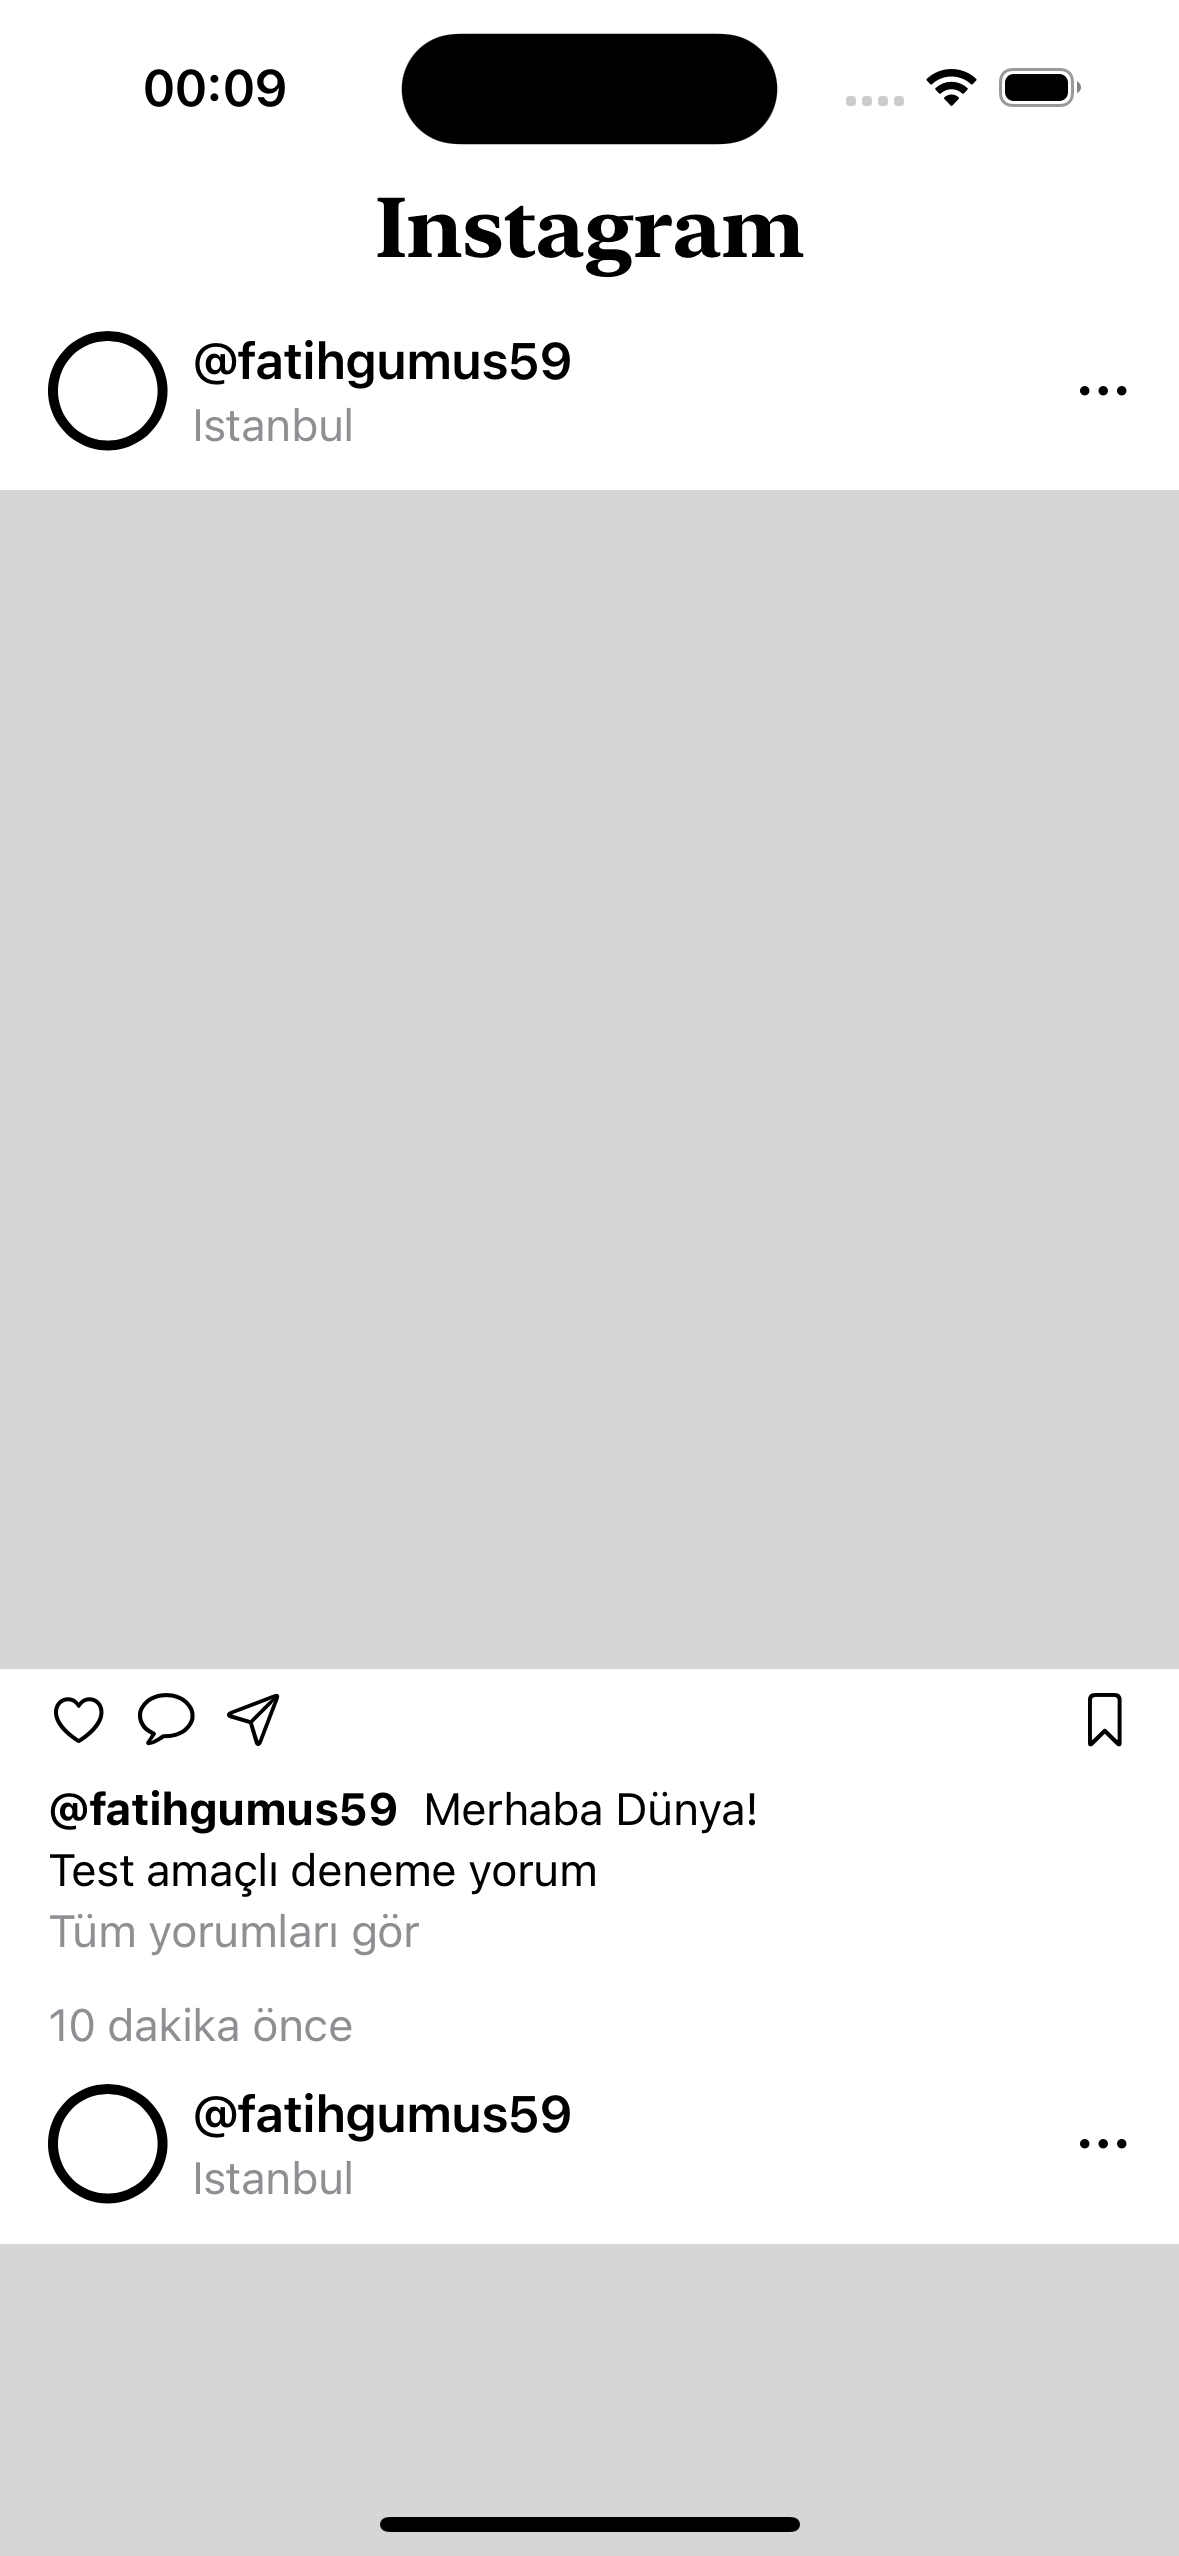 00:09
Instagram
@fatihgumus59
Istanbul
@fatihgumus59 Merhaba Dünya!
Test amaçlı deneme yorum
Tüm yorumları gör
10 dakika önce
@fatihgumus59
Istanbul